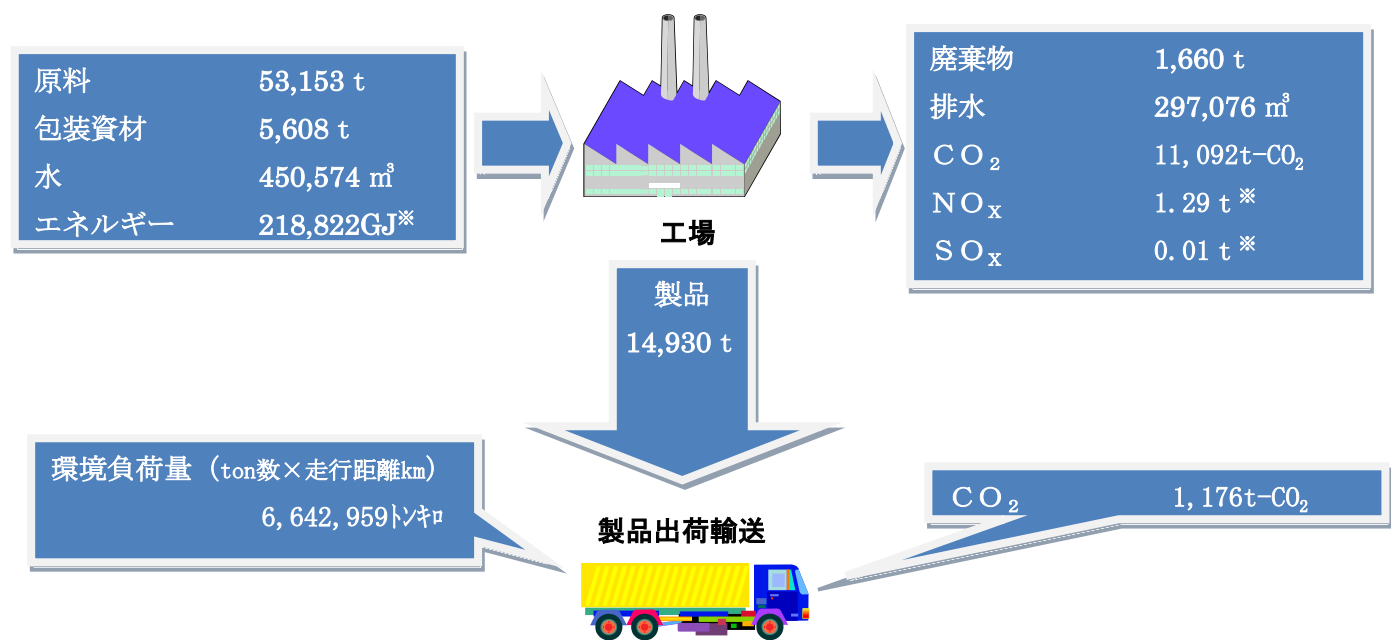 原料 53,153 t
包装資材 5,608 t
水 450,574 ㎥
エネルギー 218,822GJ※
工場
廃棄物 1,660 t
排水 297,076 ㎥
ＣＯ₂ 11,092t-CO₂
ＮＯx 1.29 t ※
ＳＯx 0.01 t ※
製品
14,930 t
環境負荷量（ton数×走行距離km）
6,642,959ﾄﾝｷﾛ
製品出荷輸送
ＣＯ₂ 1,176t-CO₂